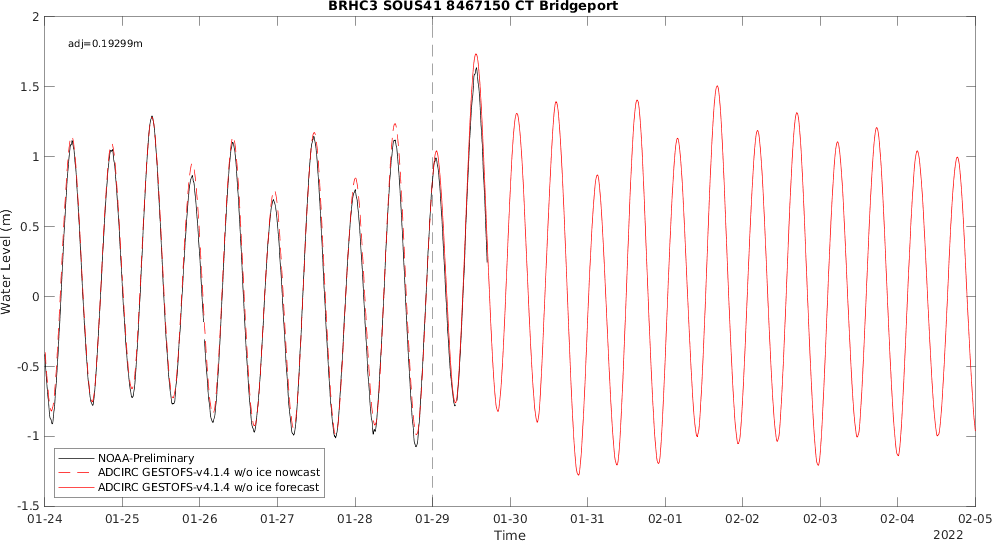 BRHC3 SOUS41 8467150 CT Bridgeport
adj=0.19299m
2
1.5
1
0.5
0
-0.5
-1
-1.5
Water Level (m)
NOAA-Preliminary
ADCIRC GESTOFS-v4.1.4 w/o ice nowcast
ADCIRC GESTOFS-v4.1.4 w/o ice forecast
01-24 01-25 01-26 01-27 01-28 01-29 01-30 01-31 02-01 02-02 02-03 02-04 02-05
Time
2022